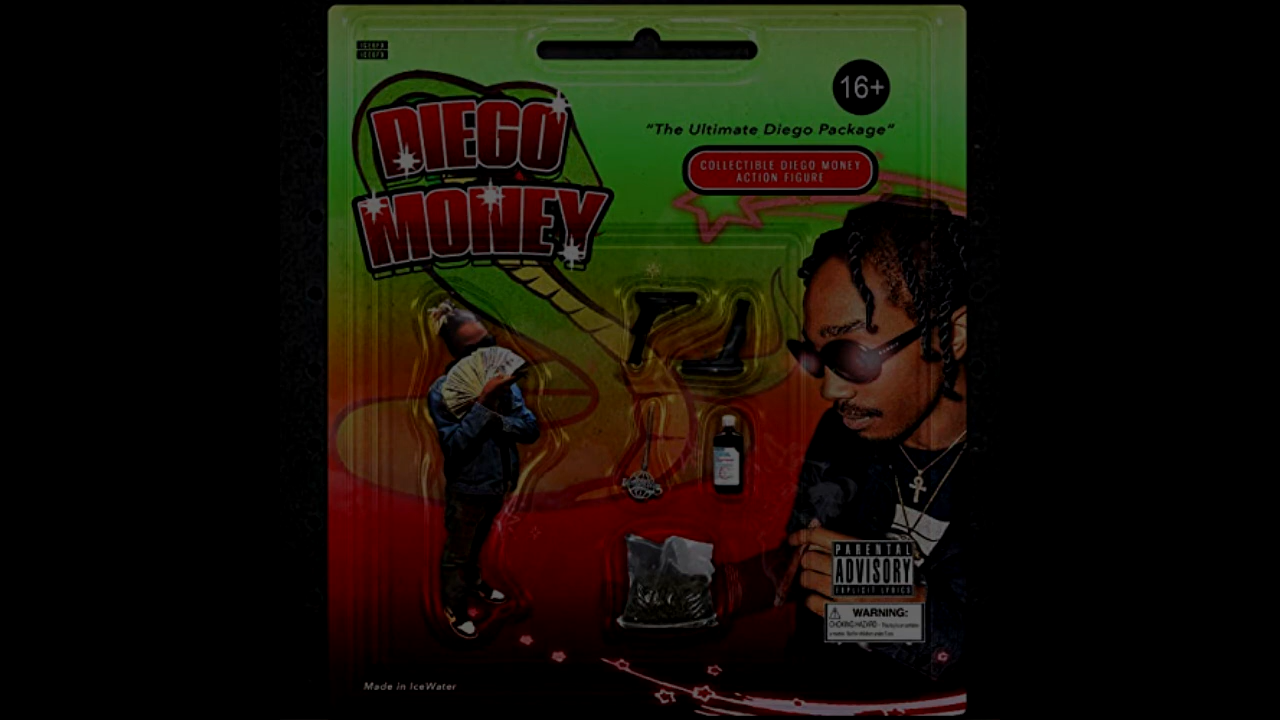 DIEGO
MONEY
16+
"The Ultimate Diego Package"
COLLECTIBLE DIEGO MONEY
ACTION FIGURE
PARENTAL
ADVISORY
EXPLICIT LYRICS
WARNING:
CHOKING HAZARD -
Made in IceWater